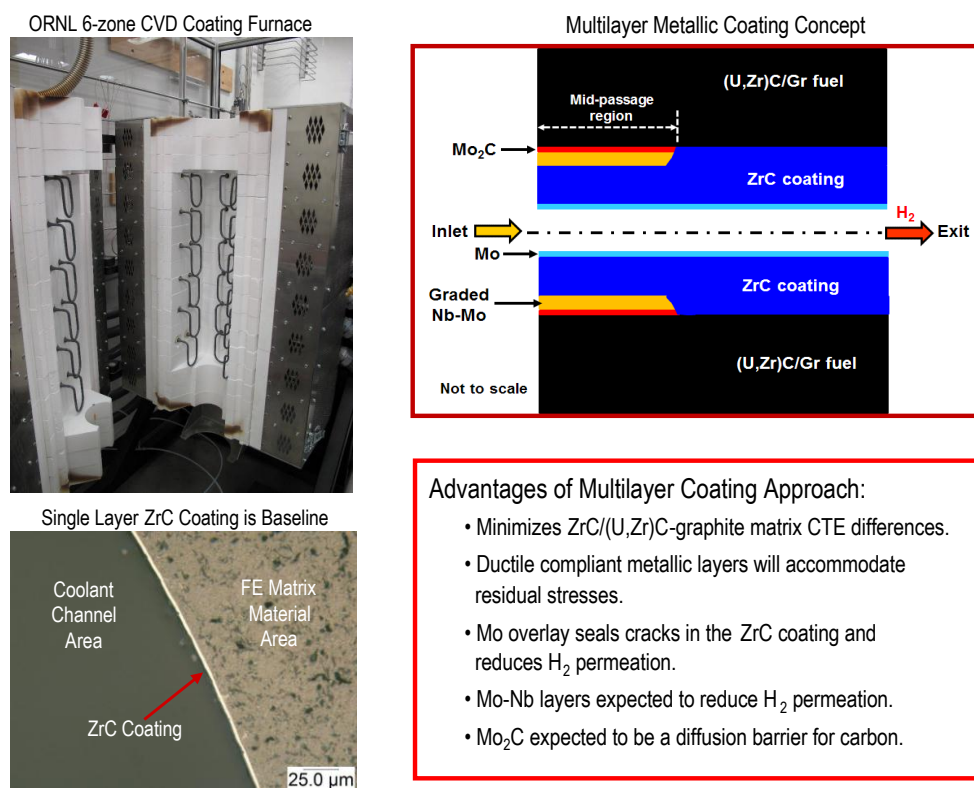 ORNL 6-zone CVD Coating Furnace
Multilayer Metallic Coating Concept
(U,Zr)C/Gr fuel
Mid-passage
region
Mo₂C
ZrC coating
H₂
Inlet
Exit
Mo
ZrC coating
Graded
Nb-Mo
(U,Zr)C/Gr fuel
Not to scale
Single Layer ZrC Coating is Baseline
Coolant
Channel
Area
FE Matrix
Material
Area
ZrC Coating
25.0 µm
Advantages of Multilayer Coating Approach:
• Minimizes ZrC/(U,Zr)C-graphite matrix CTE differences.
• Ductile compliant metallic layers will accommodate
residual stresses.
• Mo overlay seals cracks in the ZrC coating and
reduces H₂ permeation.
• Mo-Nb layers expected to reduce H₂ permeation.
• Mo₂C expected to be a diffusion barrier for carbon.